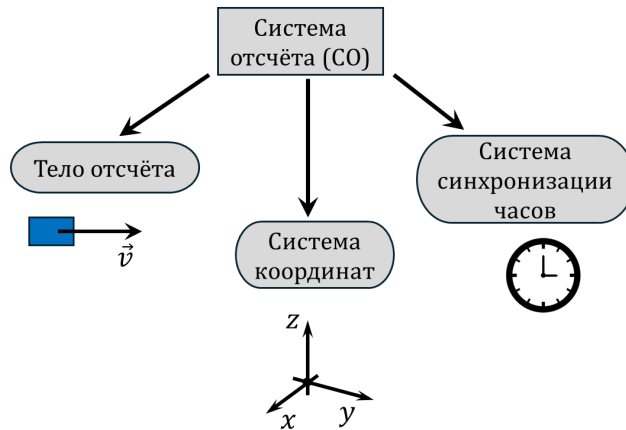 Система
отсчёта (СО)
Тело отсчёта
Система
синхронизации
часов
Система
координат
v⃗
z
x
y